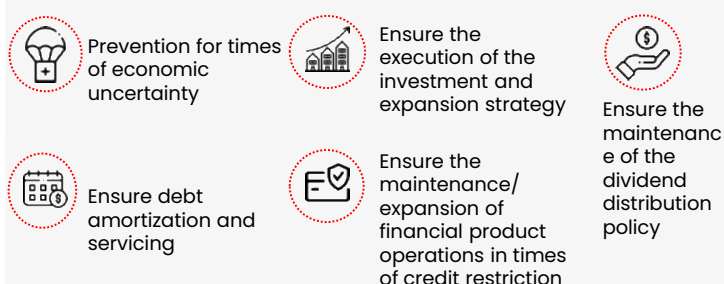 Prevention for times
of economic
uncertainty
Ensure the
execution of the
investment and
expansion strategy
Ensure the
maintenanc
e of the
dividend
distribution
policy
Ensure debt
amortization and
servicing
Ensure the
maintenance/
expansion of
financial product
operations in times
of credit restriction